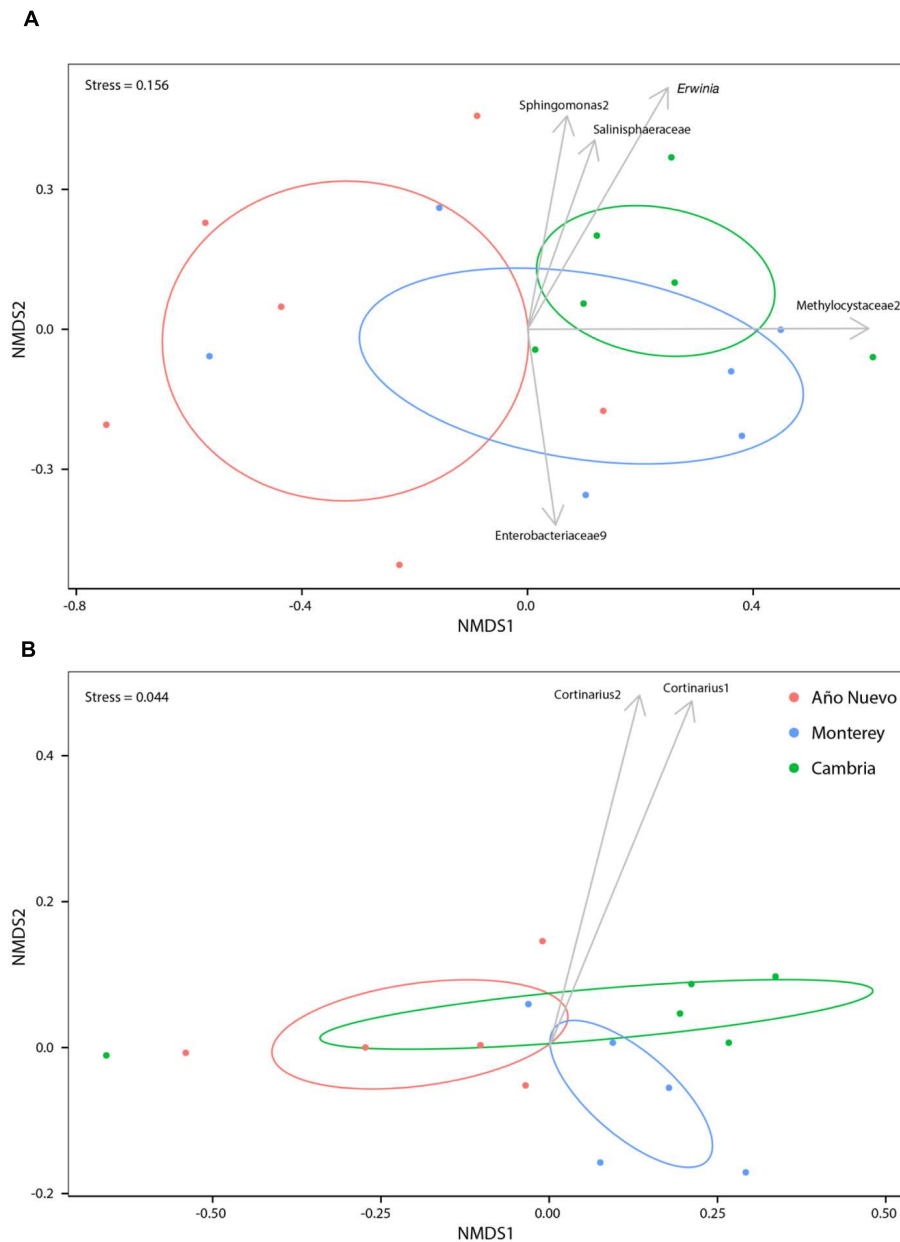 A
Stress = 0.156
Erwinia
Sphingomonas2
Salinisphaeraceae
0.3
Methylocystaceae2
0.0
NMDS2
-0.3
Enterobacteriaceae9
-0.8 -0.4 0.0 0.4
NMDS1
B
Stress = 0.044
Cortinarius2 Cortinarius1
Año Nuevo
Monterey
Cambria
0.4
0.2
NMDS2
0.0
-0.2
-0.50 -0.25 0.00 0.25 0.50
NMDS1